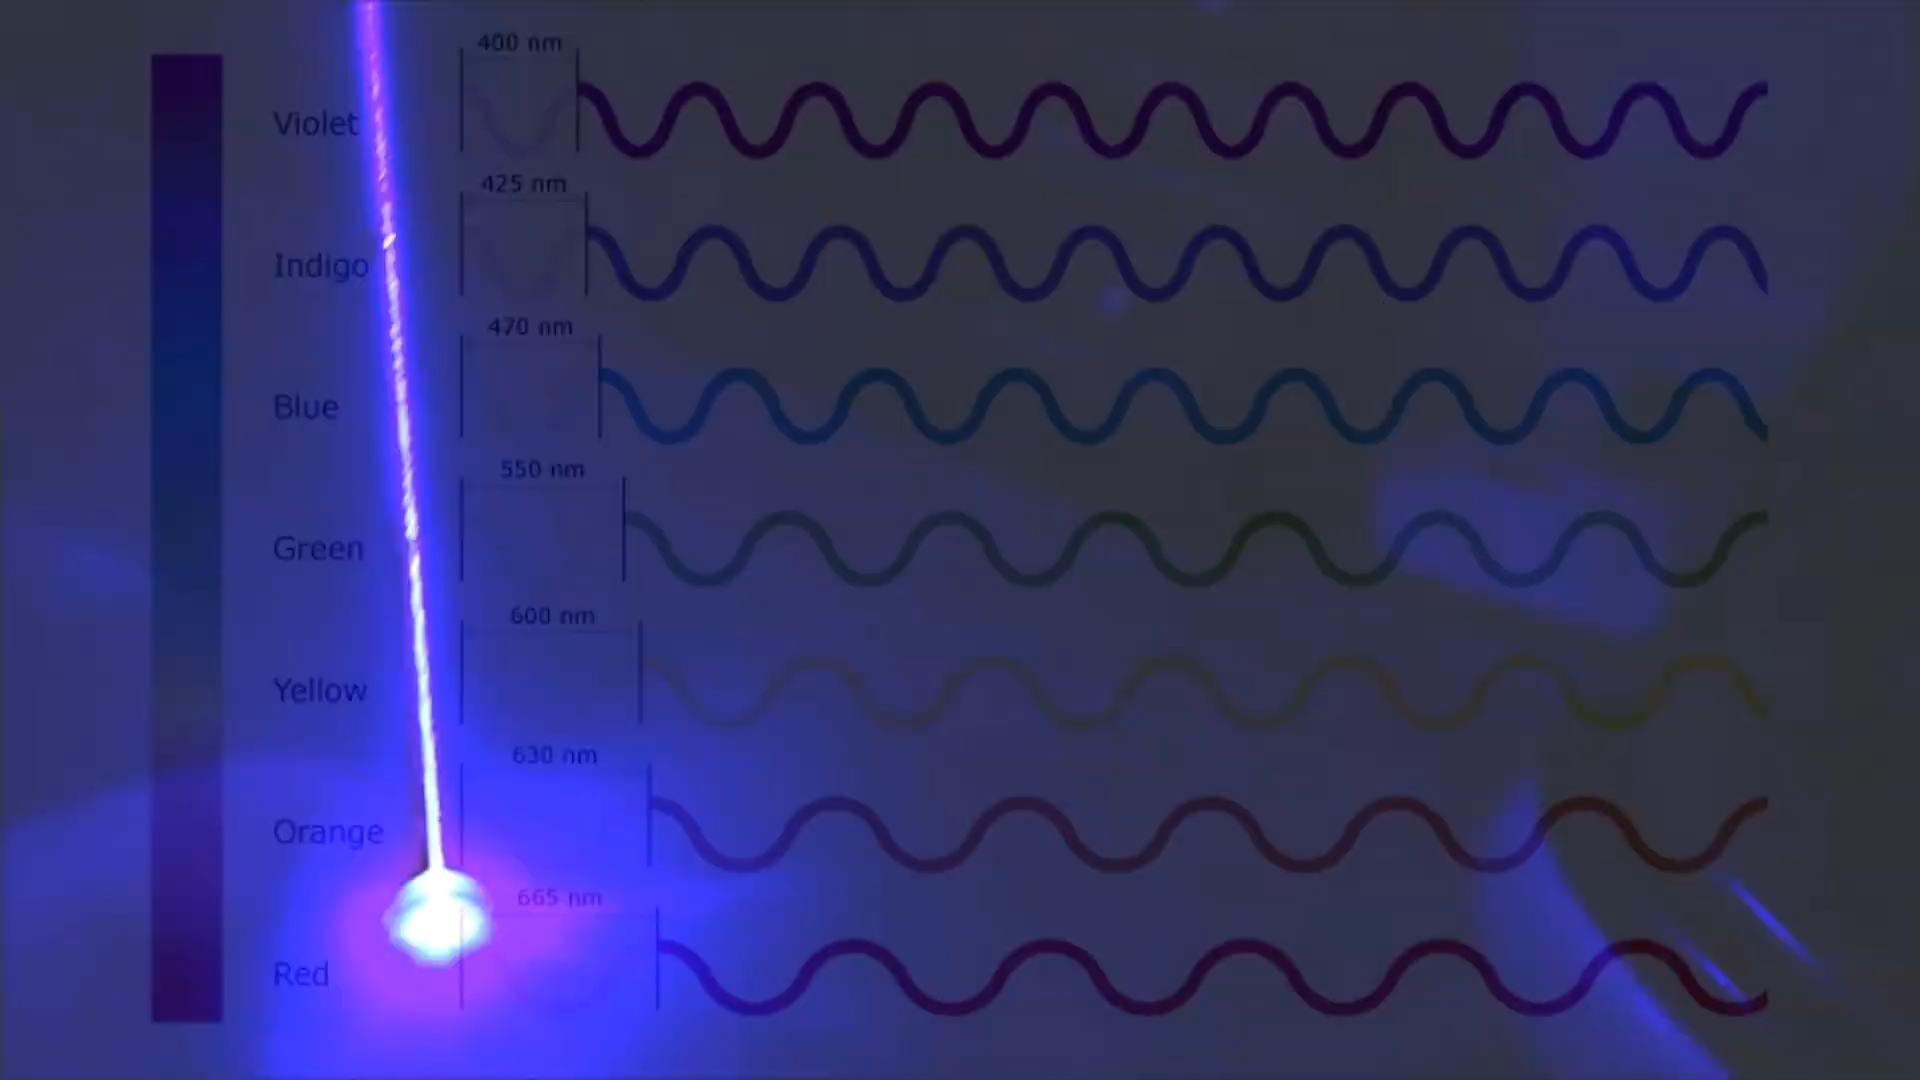 400 nm
Violet
425 nm
Indigo
470 nm
Blue
550 nm
Green
600 nm
Yellow
630 nm
Orange
665 nm
Red